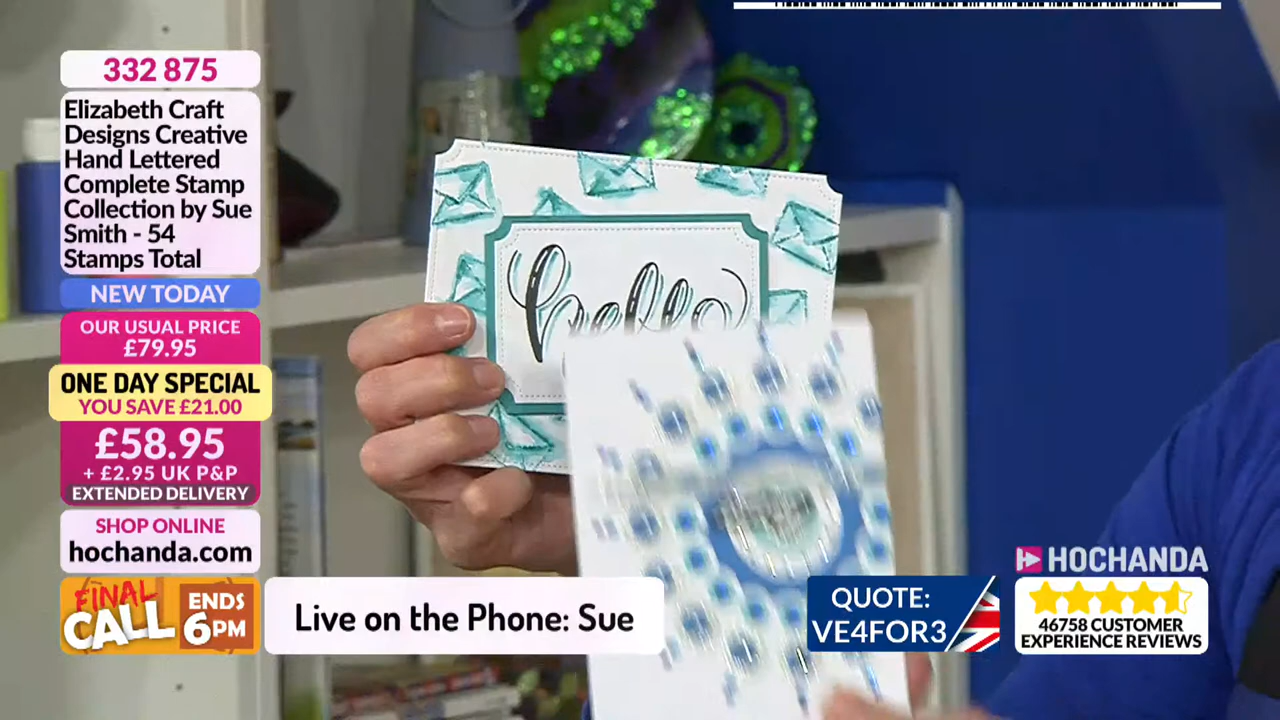 332 875
Elizabeth Craft
Designs Creative
Hand Lettered
Complete Stamp
Collection by Sue
Smith - 54
Stamps Total
NEW TODAY
OUR USUAL PRICE
£79.95
ONE DAY SPECIAL
YOU SAVE £21.00
£58.95
+ £2.95 UK P&P
EXTENDED DELIVERY
SHOP ONLINE
hochanda.com
FINAL
CALL
ENDS
6PM
hello
Live on the Phone: Sue
QUOTE:
VE4FOR3
HOCHANDA
46758 CUSTOMER
EXPERIENCE REVIEWS